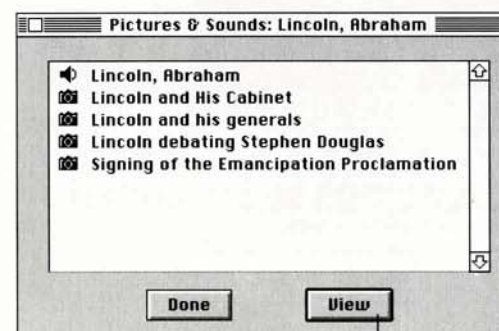 Pictures & Sounds: Lincoln, Abraham
Lincoln, Abraham
Lincoln and His Cabinet
Lincoln and his generals
Lincoln debating Stephen Douglas
Signing of the Emancipation Proclamation
Done View